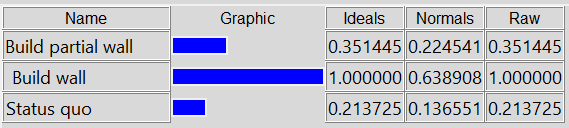 Name Graphic Ideals Normals Raw
Build partial wall 0.351445 0.224541 0.351445
Build wall 1.000000 0.638908 1.000000
Status quo 0.213725 0.136551 0.213725